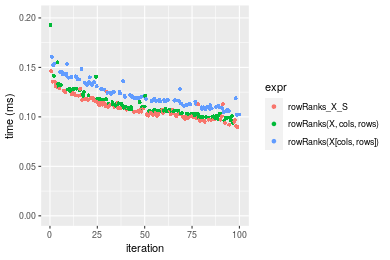 0.20
0.15
0.10
0.05
0.00
time (ms)
0
25
50
75
100
iteration
expr
rowRanks_X_S
rowRanks(X, cols, rows)
rowRanks(X[cols, rows])